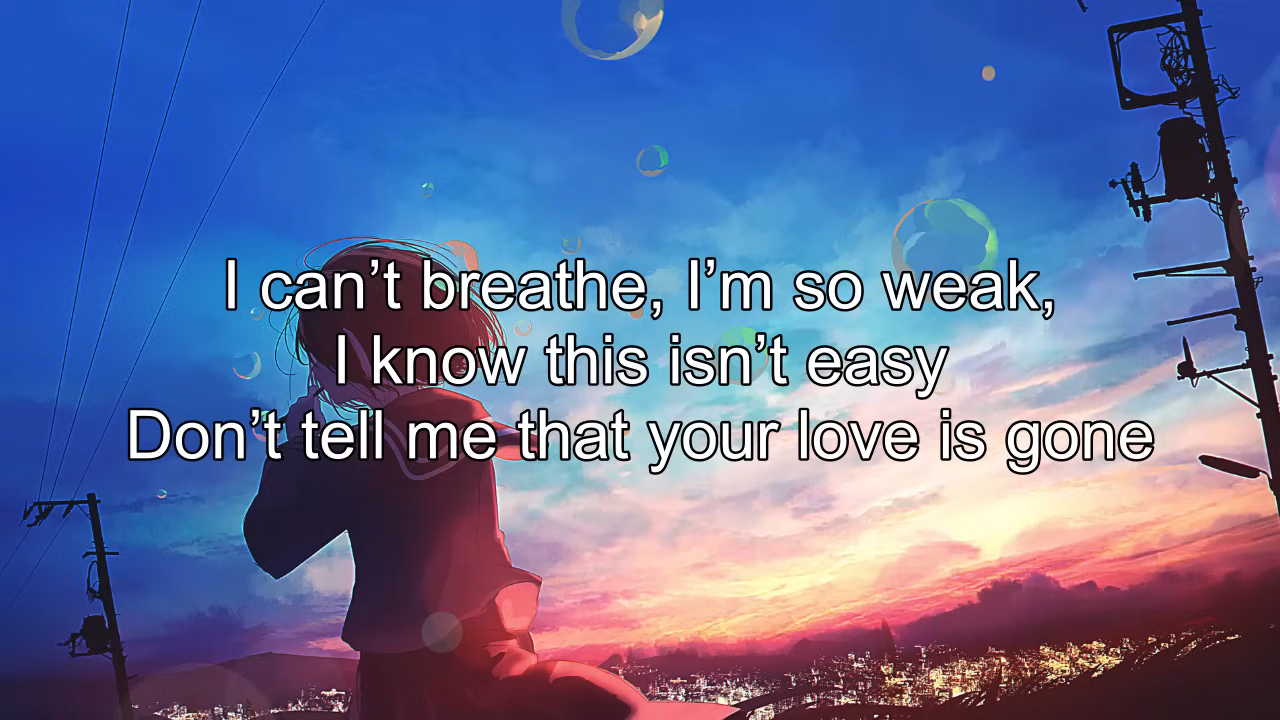 I can’t breathe, I’m so weak,
I know this isn’t easy
Don’t tell me that your love is gone